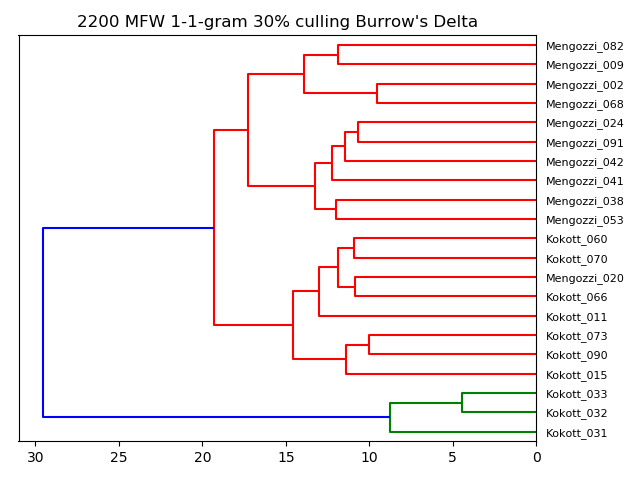 2200 MFW 1-1-gram 30% culling Burrow's Delta
Mengozzi_082
Mengozzi_009
Mengozzi_002
Mengozzi_068
Mengozzi_024
Mengozzi_091
Mengozzi_042
Mengozzi_041
Mengozzi_038
Mengozzi_053
Kokott_060
Kokott_070
Mengozzi_020
Kokott_066
Kokott_011
Kokott_073
Kokott_090
Kokott_015
Kokott_033
Kokott_032
Kokott_031
30 25 20 15 10 5 0